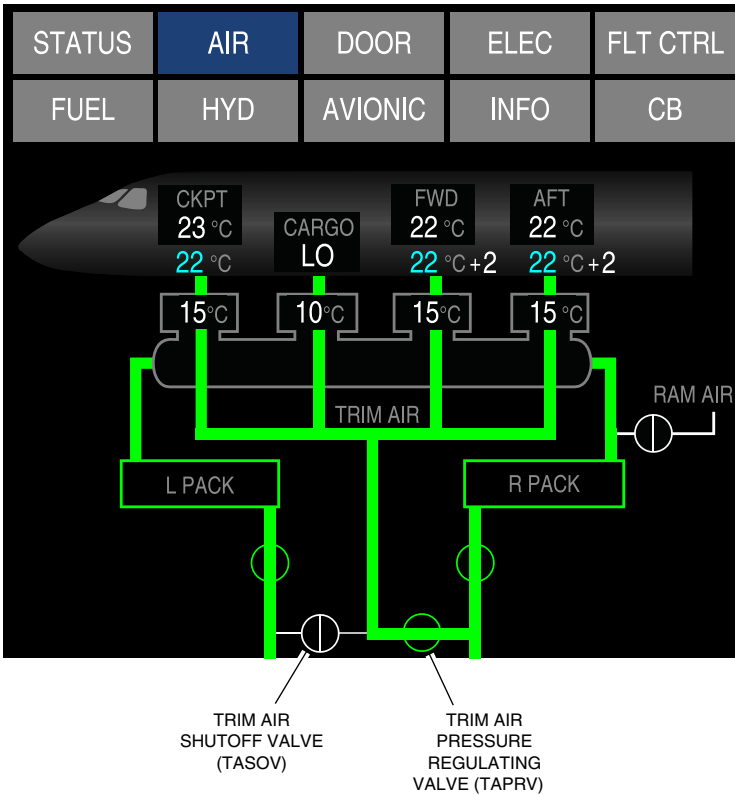 STATUS AIR DOOR ELEC FLT CTRL
FUEL HYD AVIONIC INFO CB
CKPT FWD AFT
23 °C CARGO 22 °C 22 °C
22 °C LO 22 °C+2 22 °C+2
15°C 10°C 15°C 15 °C
RAM AIR
TRIM AIR
L PACK R PACK
TRIM AIR
SHUTOFF VALVE
(TASOV)
TRIM AIR
PRESSURE
REGULATING
VALVE (TAPRV)